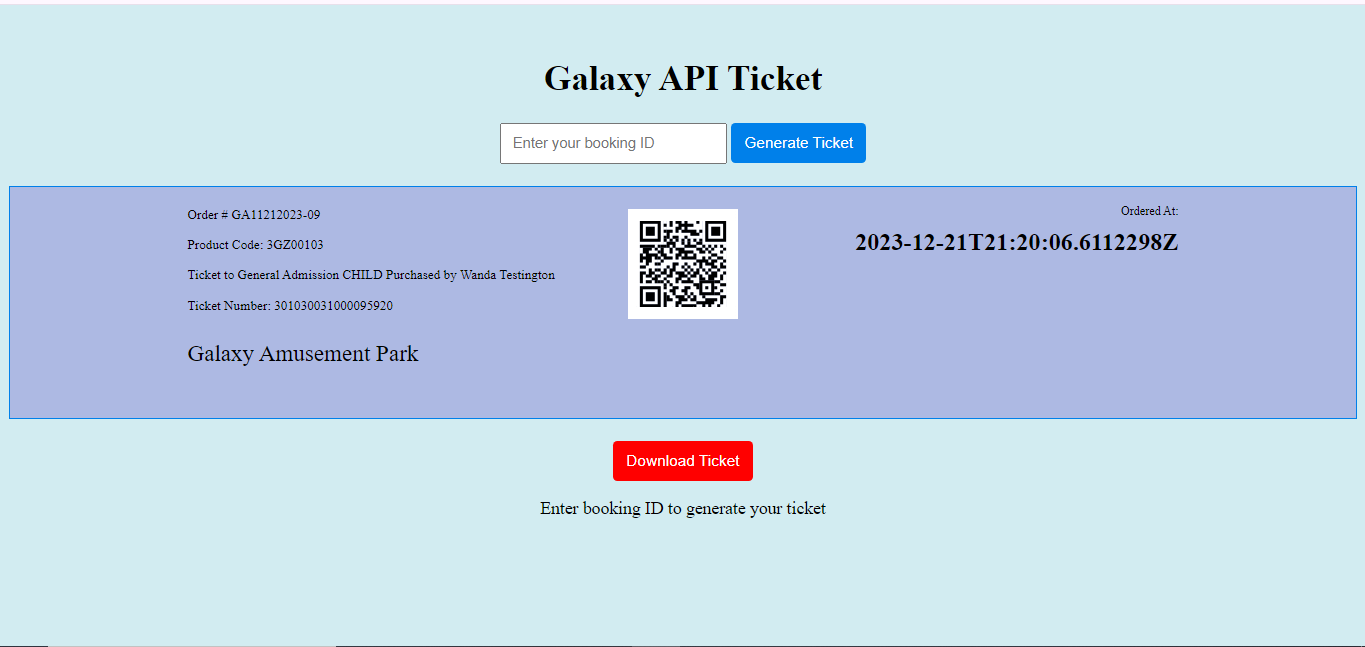 Galaxy API Ticket
Enter your booking ID
Generate Ticket
Order # GA11212023-09
Product Code: 3GZ00103
Ticket to General Admission CHILD Purchased by Wanda Testington
Ticket Number: 301030031000095920
Galaxy Amusement Park
Ordered At:
2023-12-21T21:20:06.6112298Z
Download Ticket
Enter booking ID to generate your ticket